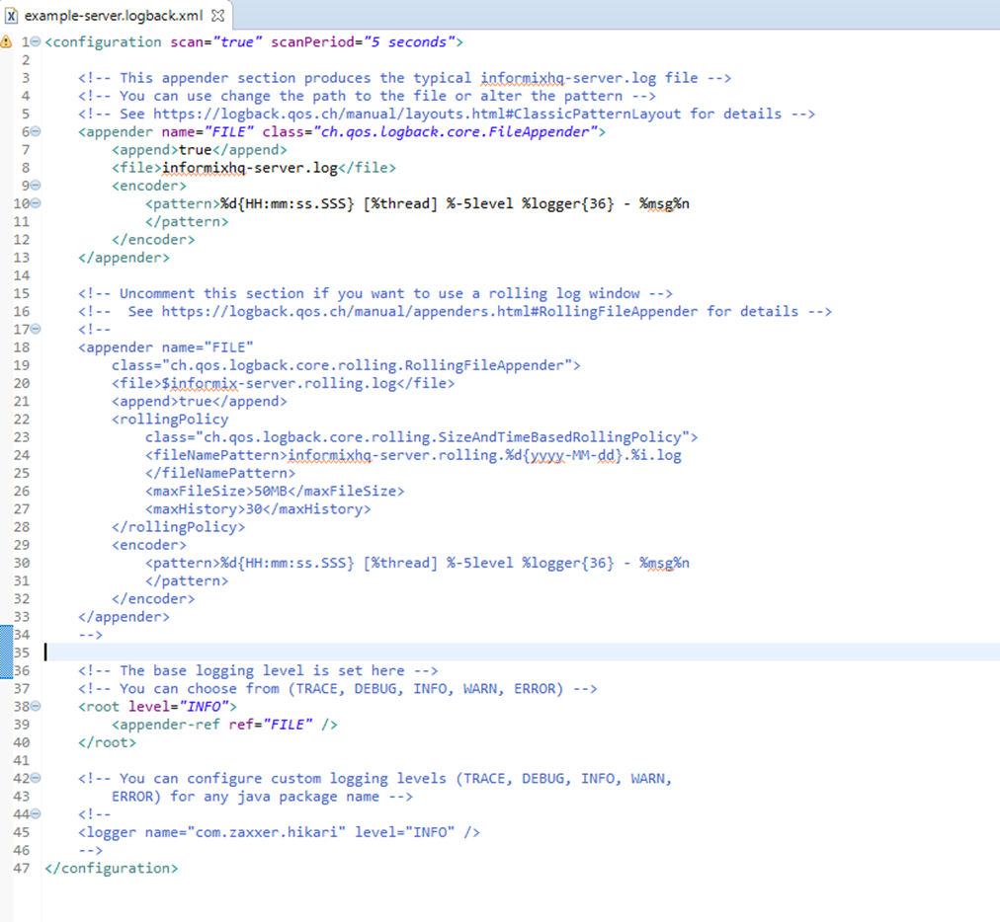 example-server.logback.xml
1 <configuration scan="true" scanPeriod="5 seconds">
2
3     <!-- This appender section produces the typical informixhq-server.log file -->
4     <!-- You can use change the path to the file or alter the pattern -->
5     <!-- See https://logback.qos.ch/manual/layouts.html#ClassicPatternLayout for details -->
6     <appender name="FILE" class="ch.qos.logback.core.FileAppender">
7         <append>true</append>
8         <file>informixhq-server.log</file>
9         <encoder>
10             <pattern>%d{HH:mm:ss.SSS} [%thread] %-5level %logger{36} - %msg%n
11             </pattern>
12         </encoder>
13     </appender>
14
15     <!-- Uncomment this section if you want to use a rolling log window -->
16     <!--  See https://logback.qos.ch/manual/appenders.html#RollingFileAppender for details -->
17     <!--
18     <appender name="FILE"
19         class="ch.qos.logback.core.rolling.RollingFileAppender">
20         <file>$informix-server.rolling.log</file>
21         <append>true</append>
22         <rollingPolicy
23             class="ch.qos.logback.core.rolling.SizeAndTimeBasedRollingPolicy">
24             <fileNamePattern>informixhq-server.rolling.%d{yyyy-MM-dd}.%i.log
25             </fileNamePattern>
26             <maxFileSize>50MB</maxFileSize>
27             <maxHistory>30</maxHistory>
28         </rollingPolicy>
29         <encoder>
30             <pattern>%d{HH:mm:ss.SSS} [%thread] %-5level %logger{36} - %msg%n
31             </pattern>
32         </encoder>
33     </appender>
34     -->
35
36     <!-- The base logging level is set here -->
37     <!-- You can choose from (TRACE, DEBUG, INFO, WARN, ERROR) -->
38     <root level="INFO">
39         <appender-ref ref="FILE" />
40     </root>
41
42     <!-- You can configure custom logging levels (TRACE, DEBUG, INFO, WARN,
43         ERROR) for any java package name -->
44     <!--
45     <logger name="com.zaxxer.hikari" level="INFO" />
46     -->
47 </configuration>